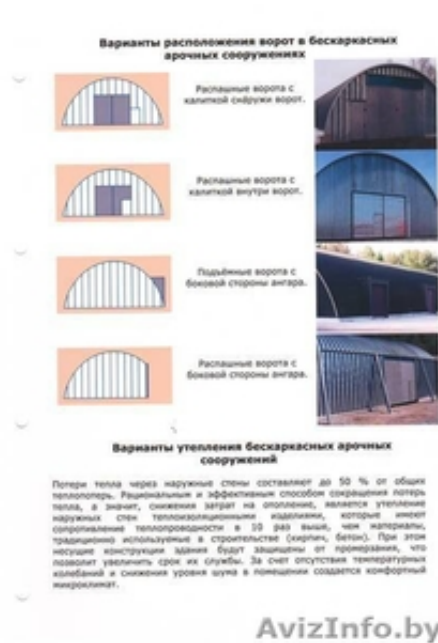 Варианты расположения ворот в бескаркасных
арочных сооружениях
Распашные ворота с
калиткой снаружи ворот.
Распашные ворота с
калиткой внутри ворот.
Подъёмные ворота с
боковой стороны ангара.
Распашные ворота с
боковой стороны ангара.
Варианты утепления бескаркасных арочных
сооружений
Потери тепла через наружные стены составляют до 50 % от общих
теплопотерь. Рациональным и эффективным способом сокращения потерь
тепла, а значит, снижения затрат на отопление, является утепление
наружных стен теплоизоляционными изделиями, которые имеют
сопротивление теплопроводности в 10 раз выше, чем материалы,
традиционно используемые в строительстве (кирпич, бетон). При этом
несущие конструкции здания будут защищены от промерзания, что
позволит увеличить срок их службы. За счет отсутствия температурных
колебаний и снижения уровня шума в помещении создается комфортный
микроклимат.
AvizInfo.by